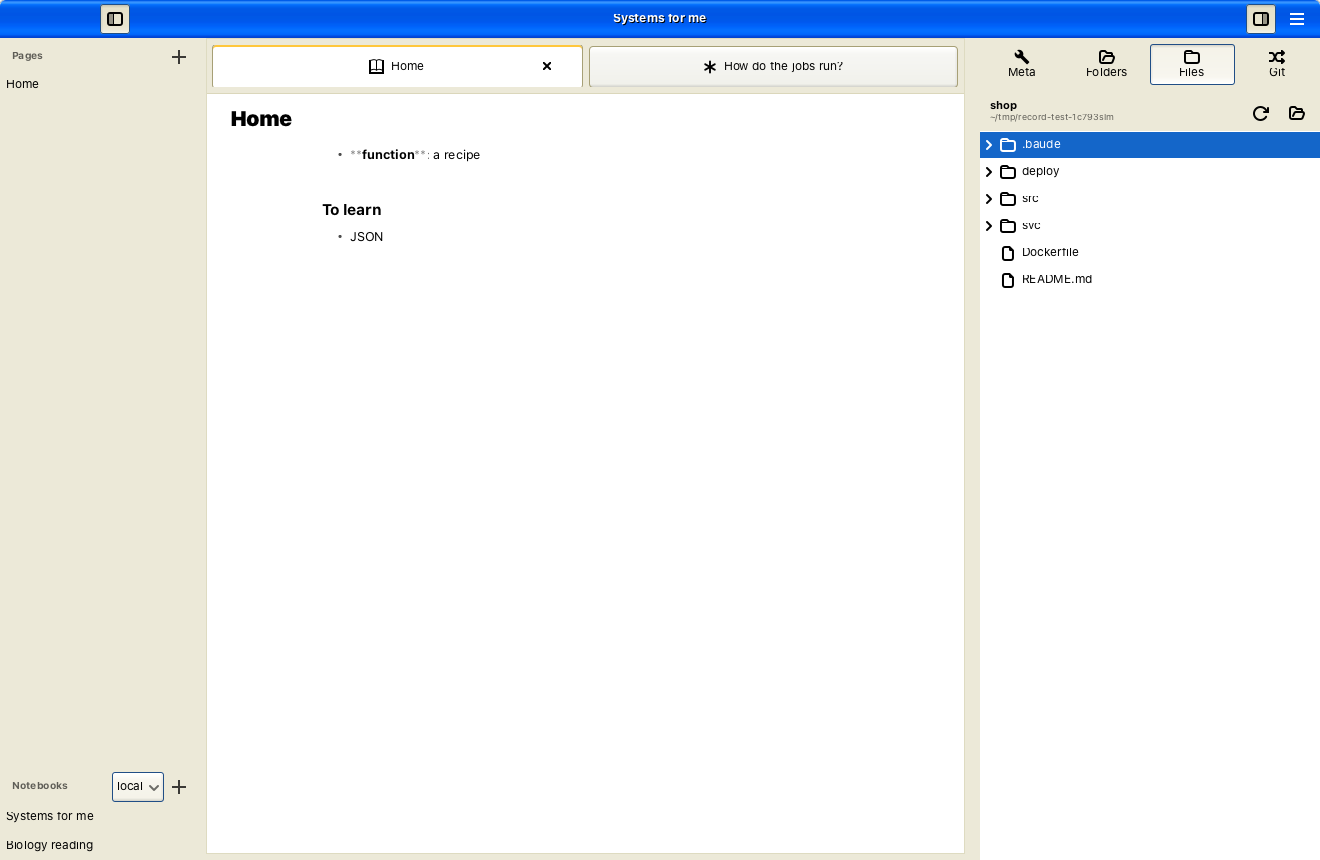 Systems for me
Pages
Home
Home
How do the jobs run?
Home
• **function**: a recipe
To learn
• JSON
Notebooks
local
Systems for me
Biology reading
Meta
Folders
Files
Git
shop
~/tmp/record-test-1c793sim
.baude
deploy
src
svc
Dockerfile
README.md